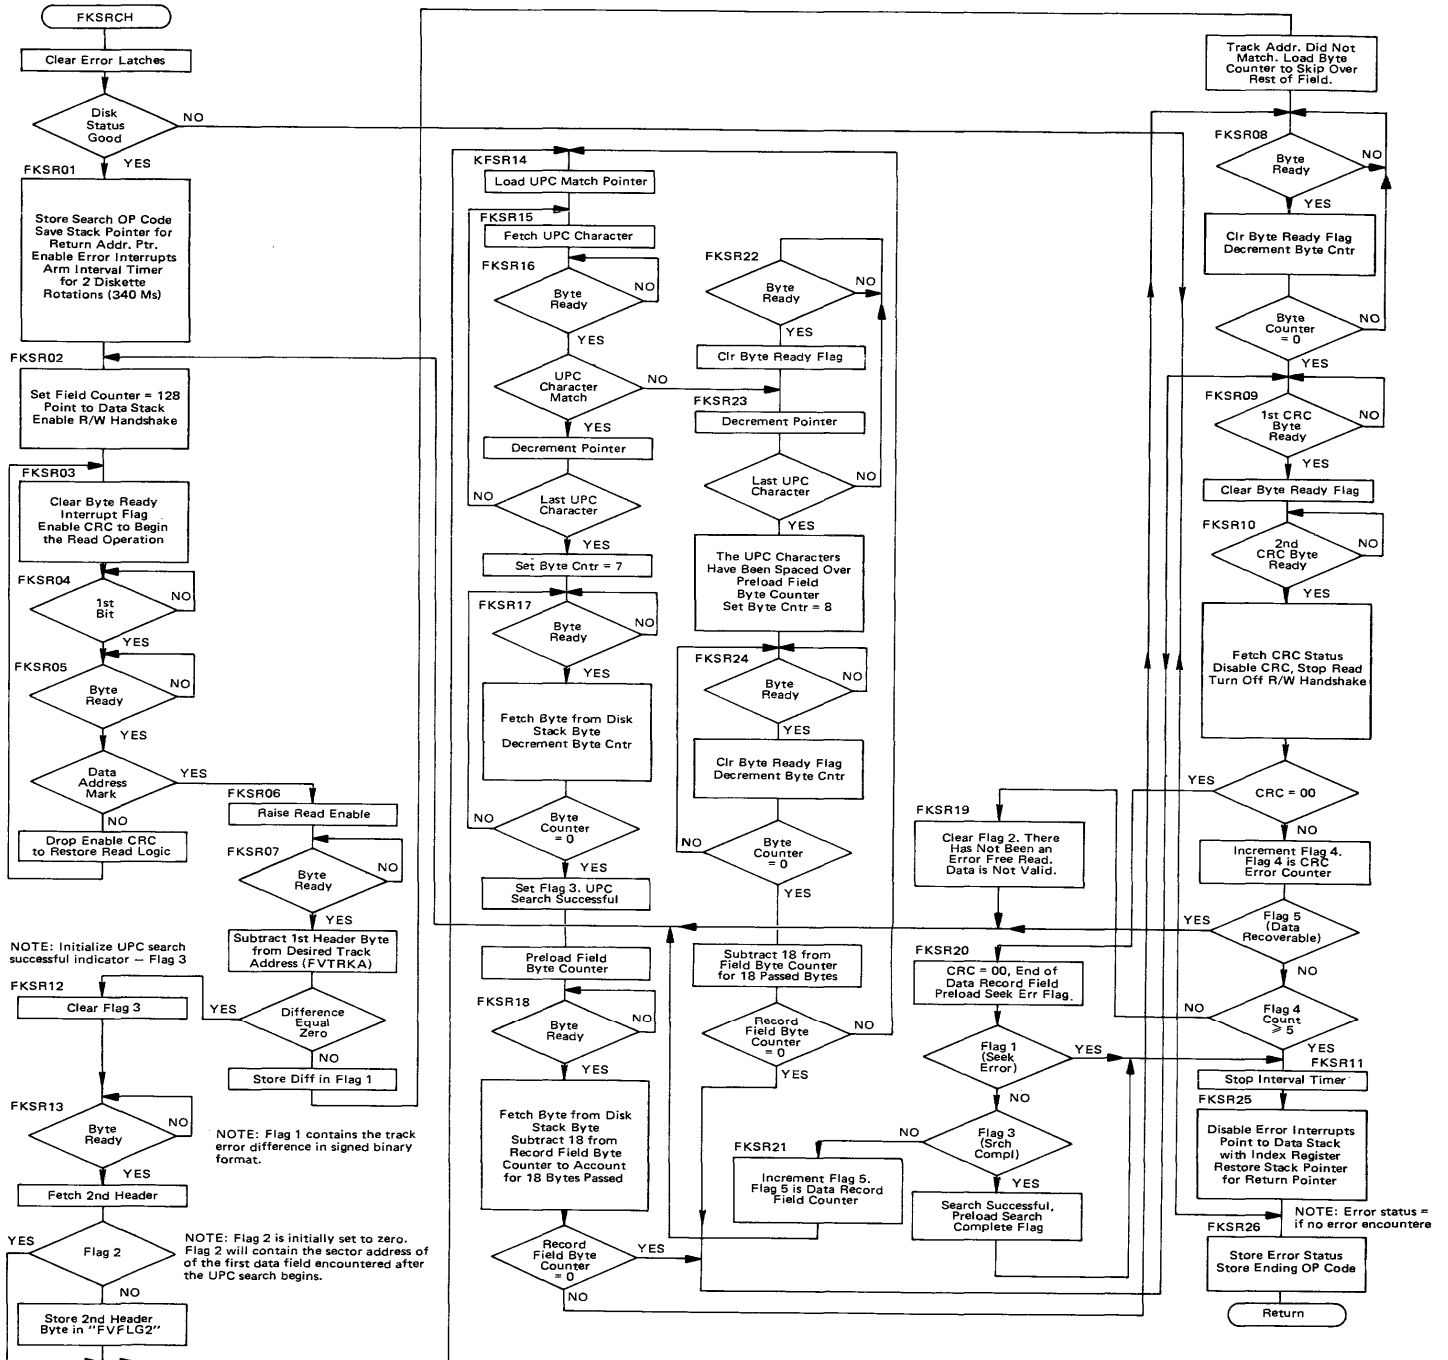 FKSRCH
Clear Error Latches
Disk
Status
Good
NO
YES
FKSR01
Store Search OP Code
Save Stack Pointer for
Return Addr. Ptr.
Enable Error Interrupts
Arm Interval Timer
for 2 Diskette
Rotations (340 Ms)
FKSR02
Set Field Counter = 128
Point to Data Stack
Enable R/W Handshake
FKSR03
Clear Byte Ready
Interrupt Flag
Enable CRC to Begin
the Read Operation
FKSR04
1st
Bit
NO
YES
FKSR05
Byte
Ready
NO
YES
Data
Address
Mark
YES
NO
Drop Enable CRC
to Restore Read Logic
FKSR06
Raise Read Enable
FKSR07
Byte
Ready
NO
YES
Subtract 1st Header Byte
from Desired Track
Address (FVTRKA)
Difference
Equal
Zero
YES
NO
Store Diff in Flag 1
NOTE: Initialize UPC search
successful indicator — Flag 3
FKSR12
Clear Flag 3
FKSR13
Byte
Ready
NO
YES
NOTE: Flag 1 contains the track
error difference in signed binary
format.
Fetch 2nd Header
Flag 2
YES
NO
NOTE: Flag 2 is initially set to zero.
Flag 2 will contain the sector address of
of the first data field encountered after
the UPC search begins.
Store 2nd Header
Byte in "FVFLG2"
KFSR14
Load UPC Match Pointer
FKSR15
Fetch UPC Character
FKSR16
Byte
Ready
NO
YES
UPC
Character
Match
NO
YES
Decrement Pointer
Last UPC
Character
NO
YES
Set Byte Cntr = 7
FKSR17
Byte
Ready
NO
YES
Fetch Byte from Disk
Stack Byte
Decrement Byte Cntr
Byte
Counter
= 0
NO
YES
Set Flag 3. UPC
Search Successful
Preload Field
Byte Counter
FKSR18
Byte
Ready
NO
YES
Fetch Byte from Disk
Stack Byte
Subtract 18 from
Record Field Byte
Counter to Account
for 18 Bytes Passed
Record
Field Byte
Counter
= 0
YES
NO
FKSR22
Byte
Ready
NO
YES
Clr Byte Ready Flag
FKSR23
Decrement Pointer
Last UPC
Character
NO
YES
The UPC Characters
Have Been Spaced Over
Preload Field
Byte Counter
Set Byte Cntr = 8
FKSR24
Byte
Ready
NO
YES
Clr Byte Ready Flag
Decrement Byte Cntr
Byte
Counter
= 0
NO
YES
Subtract 18 from
Field Byte Counter
for 18 Passed Bytes
Record
Field Byte
Counter
= 0
NO
YES
FKSR19
Clear Flag 2. There
Has Not Been an
Error Free Read.
Data is Not Valid.
FKSR20
CRC = 00, End of
Data Record Field
Preload Seek Err Flag.
Flag 1
(Seek
Error)
YES
NO
Flag 3
(Srch
Compl)
NO
YES
FKSR21
Increment Flag 5.
Flag 5 is Data Record
Field Counter
Search Successful,
Preload Search
Complete Flag
Track Addr. Did Not
Match. Load Byte
Counter to Skip Over
Rest of Field.
FKSR08
Byte
Ready
NO
YES
Clr Byte Ready Flag
Decrement Byte Cntr
Byte
Counter
= 0
NO
YES
FKSR09
1st CRC
Byte
Ready
NO
YES
Clear Byte Ready Flag
FKSR10
2nd
CRC Byte
Ready
NO
YES
Fetch CRC Status
Disable CRC, Stop Read
Turn Off R/W Handshake
CRC = 00
YES
NO
Increment Flag 4.
Flag 4 is CRC
Error Counter
Flag 5
(Data
Recoverable)
YES
NO
Flag 4
Count
⩾ 5
NO
YES
FKSR11
Stop Interval Timer
FKSR25
Disable Error Interrupts
Point to Data Stack
with Index Register
Restore Stack Pointer
for Return Pointer
NOTE: Error status =
if no error encountere
FKSR26
Store Error Status
Store Ending OP Code
Return